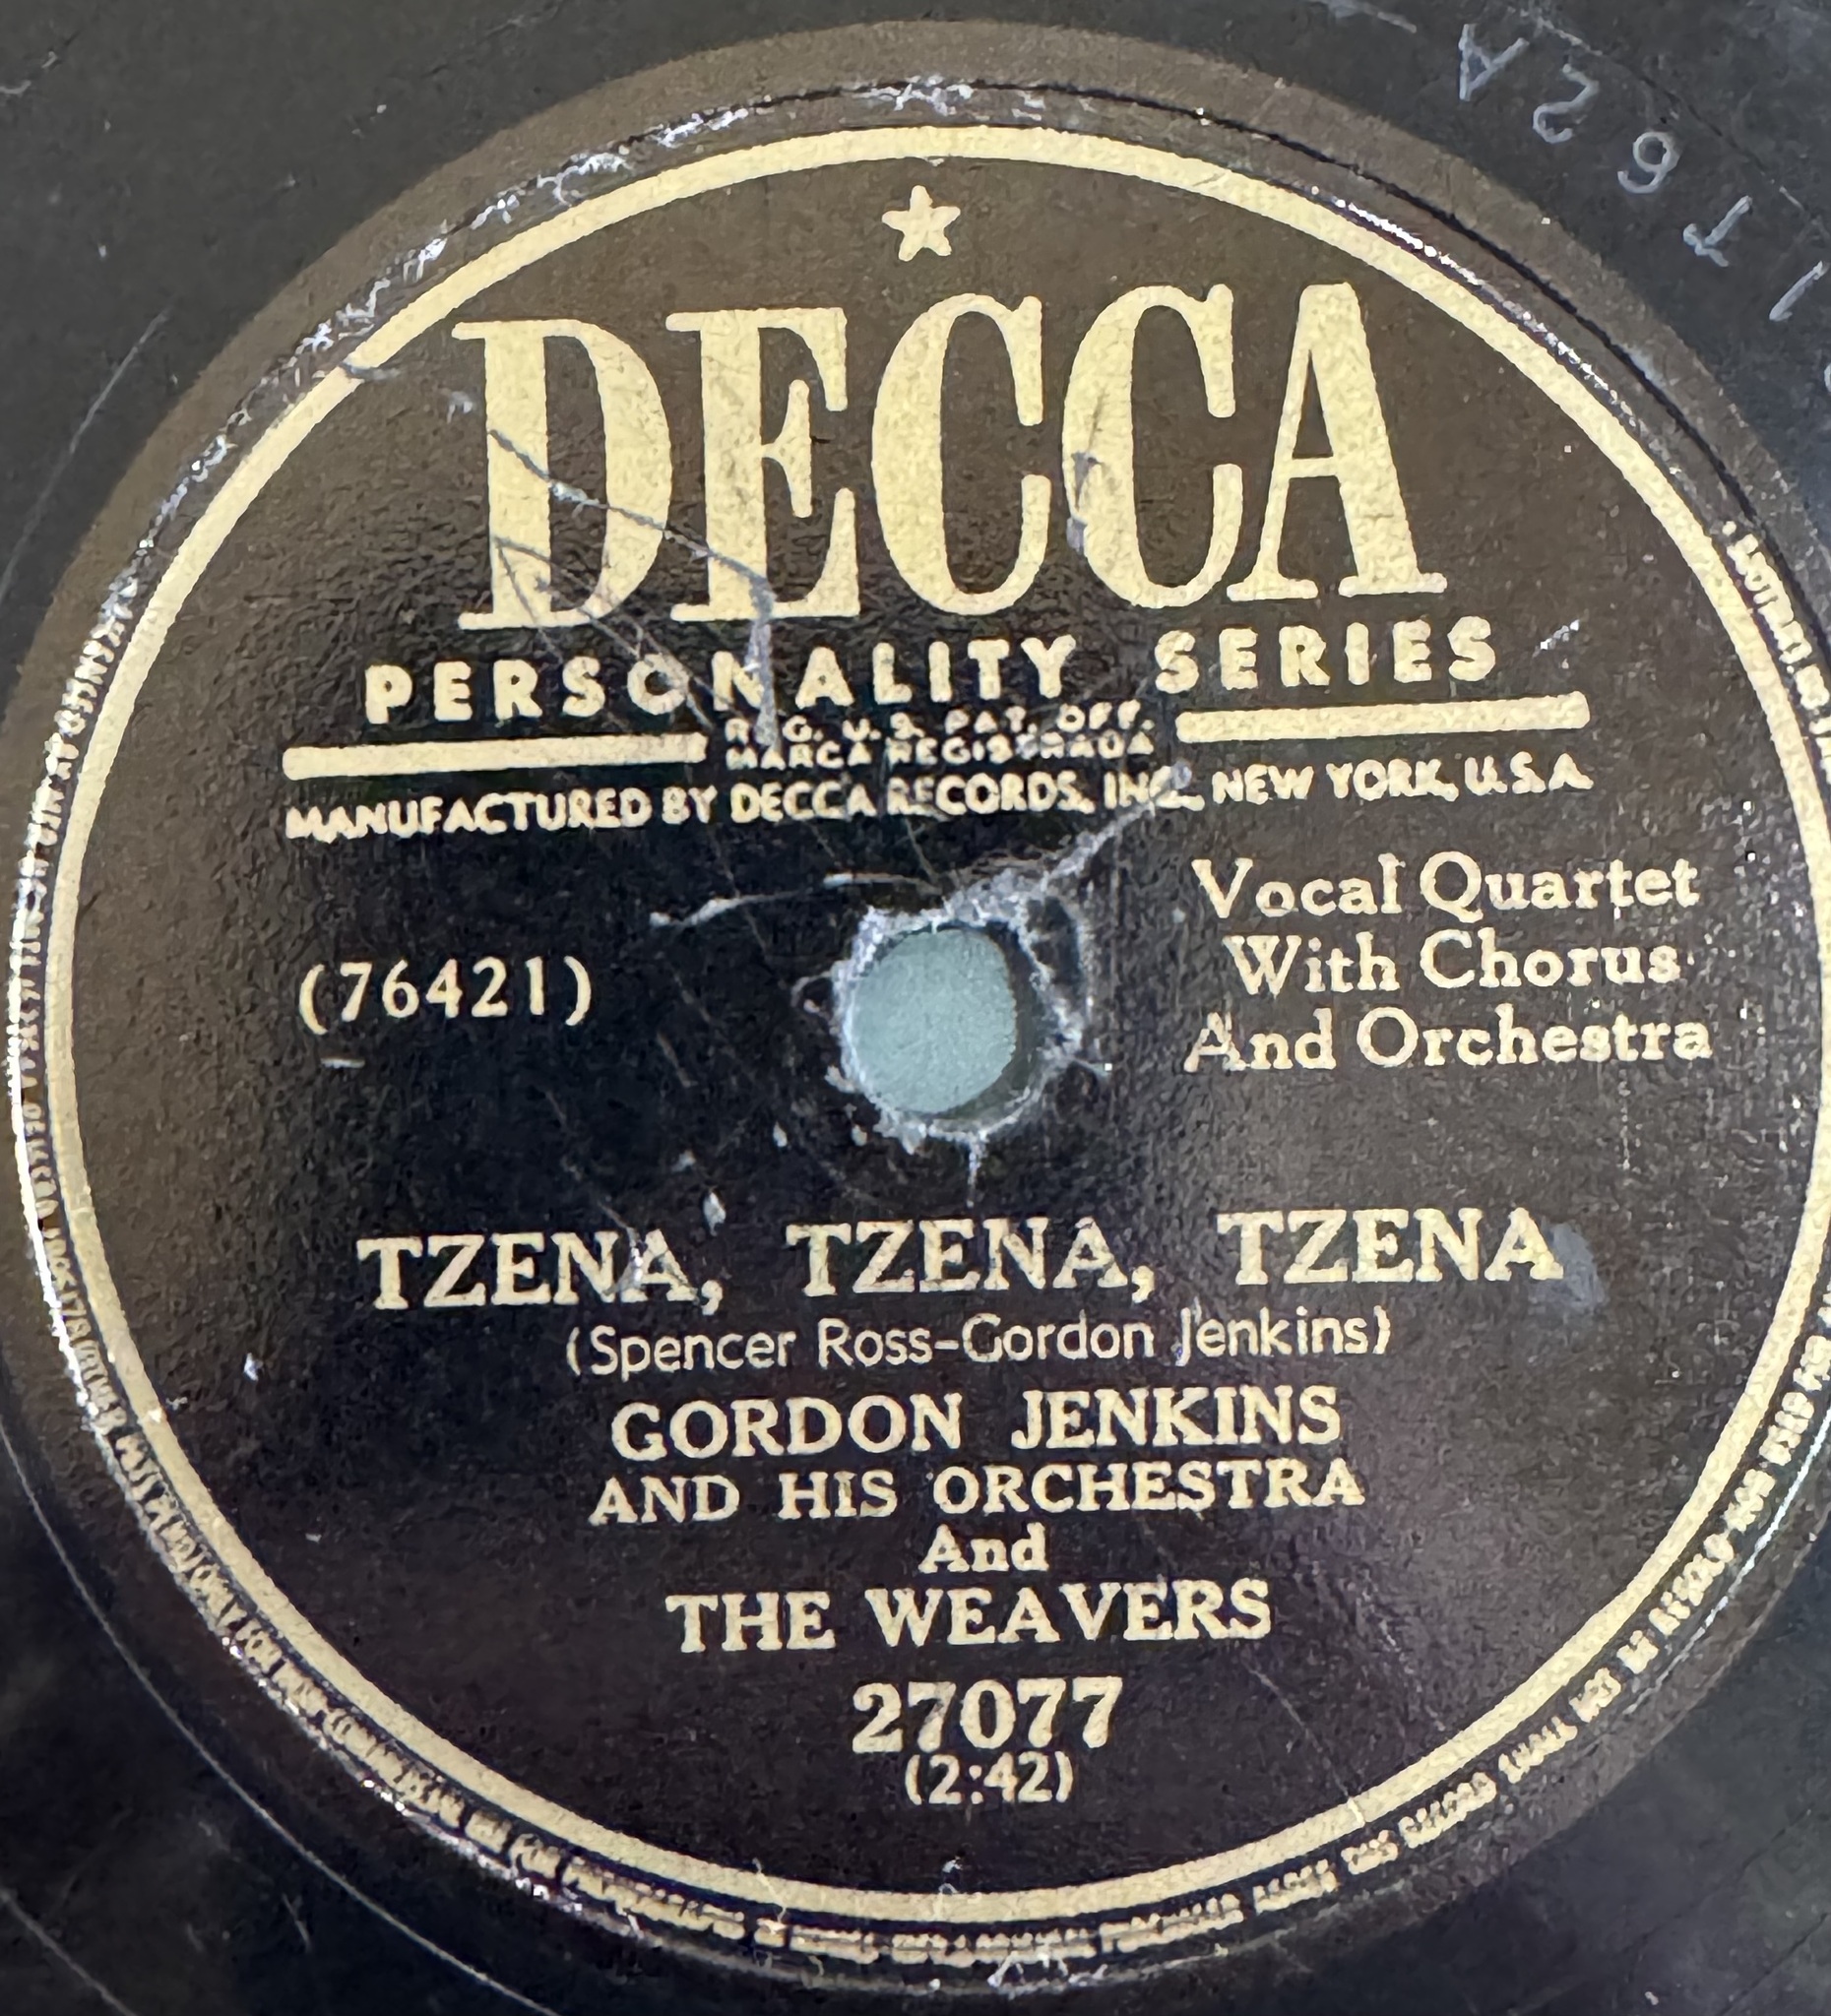 DECCA
PERSONALITY SERIES
REG. U.S. PAT. OFF.
MARCA REGISTRADA
MANUFACTURED BY DECCA RECORDS, INC., NEW YORK, U.S.A.
(76421)
Vocal Quartet
With Chorus
And Orchestra
TZENA, TZENA, TZENA
(Spencer Ross-Gordon Jenkins)
GORDON JENKINS
AND HIS ORCHESTRA
And
THE WEAVERS
27077
(2:42)